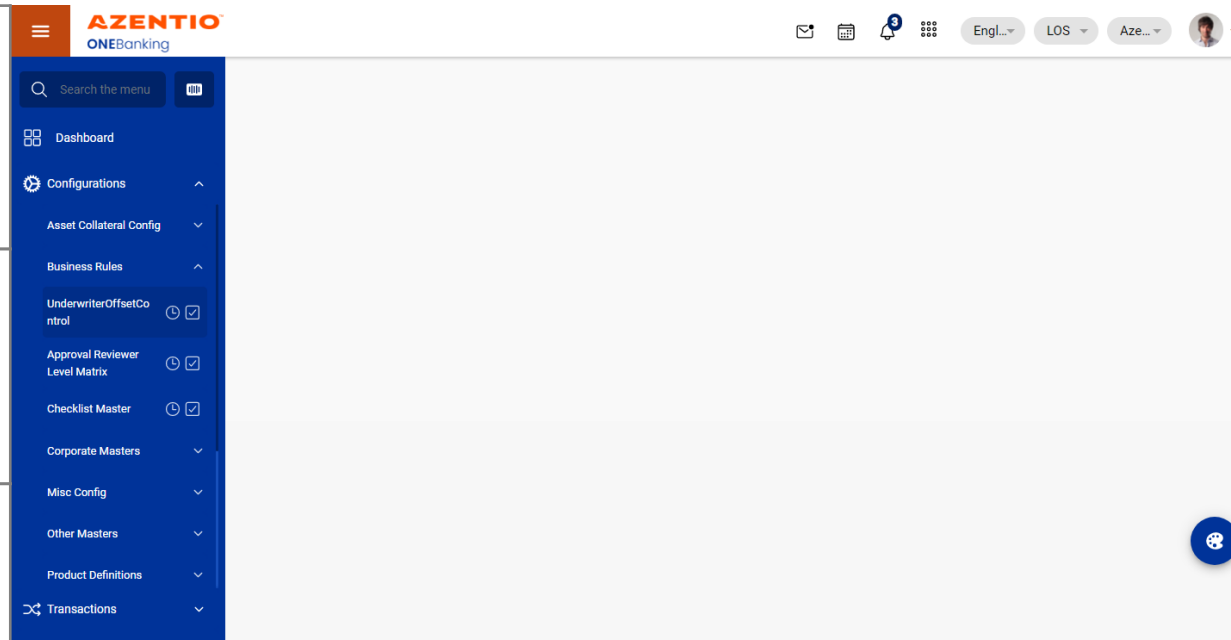 AZENTIO
ONEBanking
3
Engl...
LOS
Aze...
Search the menu
Dashboard
Configurations
Asset Collateral Config
Business Rules
UnderwriterOffsetCo
ntrol
Approval Reviewer
Level Matrix
Checklist Master
Corporate Masters
Misc Config
Other Masters
Product Definitions
Transactions